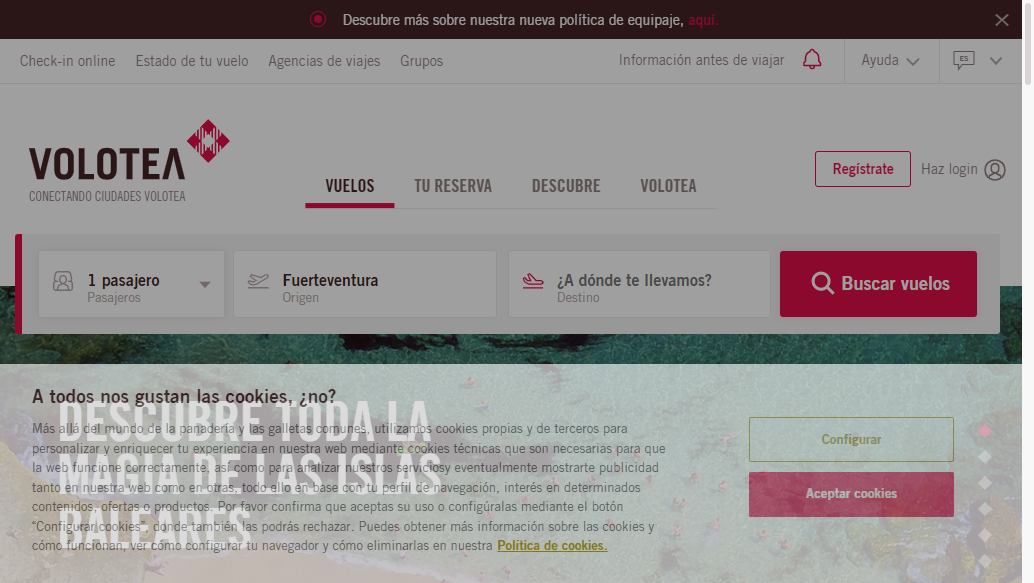 Descubre más sobre nuestra nueva política de equipaje, aquí.
Check-in online Estado de tu vuelo Agencias de viajes Grupos Información antes de viajar Ayuda ES
VOLOTEA
CONECTANDO CIUDADES VOLOTEA
VUELOS TU RESERVA DESCUBRE VOLOTEA
Regístrate Haz login
1 pasajero
Pasajeros
Fuerteventura
Origen
¿A dónde te llevamos?
Destino
Buscar vuelos
A todos nos gustan las cookies, ¿no?
Más allá del mundo de la panadería y las galletas comunes, utilizamos cookies propias y de terceros para
personalizar y enriquecer tu experiencia en nuestra web mediante cookies técnicas que son necesarias para que
la web funcione correctamente, así como para analizar nuestros serviciosy eventualmente mostrarte publicidad
tanto en nuestra web como en otras, todo ello en base con tu perfil de navegación, interés en determinados
contenidos, ofertas o productos. Por favor confirma que aceptas su uso o configúralas mediante el botón
“Configurar cookies”, donde también las podrás rechazar. Puedes obtener más información sobre las cookies y
cómo funcionan, ver cómo configurar tu navegador y cómo eliminarlas en nuestra Política de cookies.
Configurar
Aceptar cookies
DESCUBRE TODA LA
MAGIA DE LAS ISLAS
BALEARES